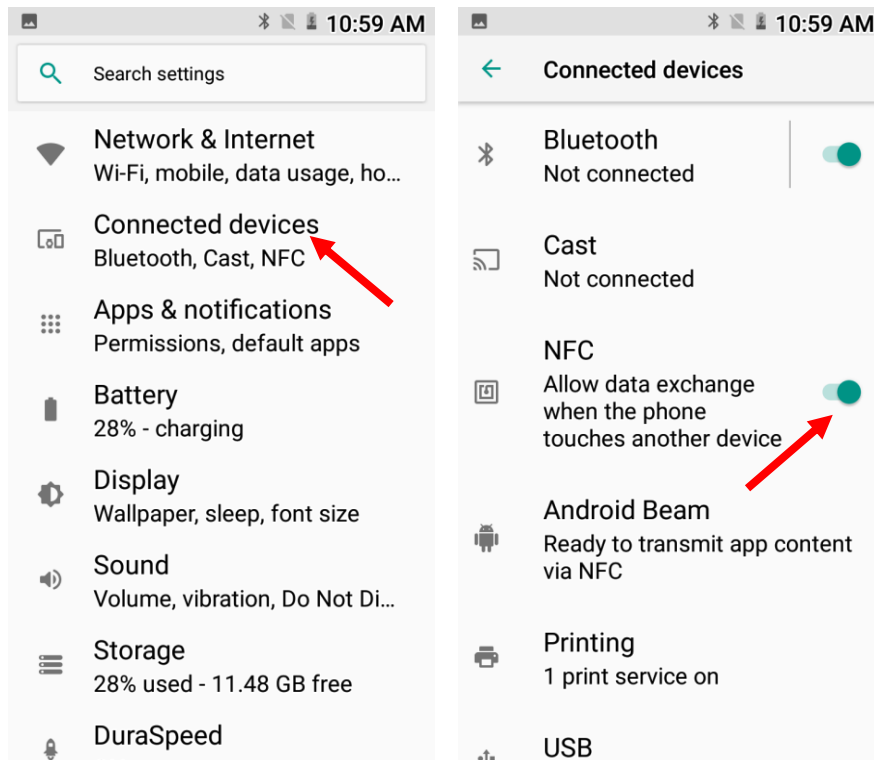 10:59 AM
Search settings
Network & Internet
Wi-Fi, mobile, data usage, ho...
Connected devices
Bluetooth, Cast, NFC
Apps & notifications
Permissions, default apps
Battery
28% - charging
Display
Wallpaper, sleep, font size
Sound
Volume, vibration, Do Not Di...
Storage
28% used - 11.48 GB free
DuraSpeed
10:59 AM
Connected devices
Bluetooth
Not connected
Cast
Not connected
NFC
Allow data exchange
when the phone
touches another device
Android Beam
Ready to transmit app content
via NFC
Printing
1 print service on
USB